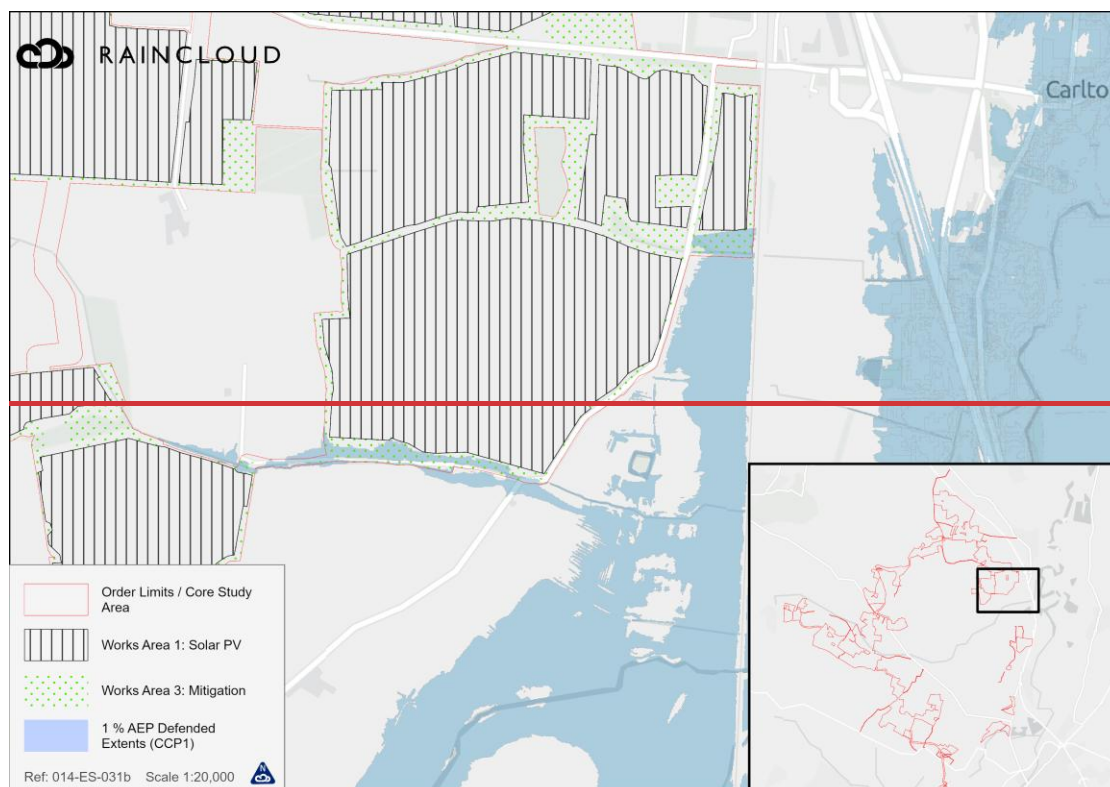 RAINCLOUD
Carlto
Order Limits / Core Study
Area
Works Area 1: Solar PV
Works Area 3: Mitigation
1 % AEP Defended
Extents (CCP1)
Ref: 014-ES-031b Scale 1:20,000
N